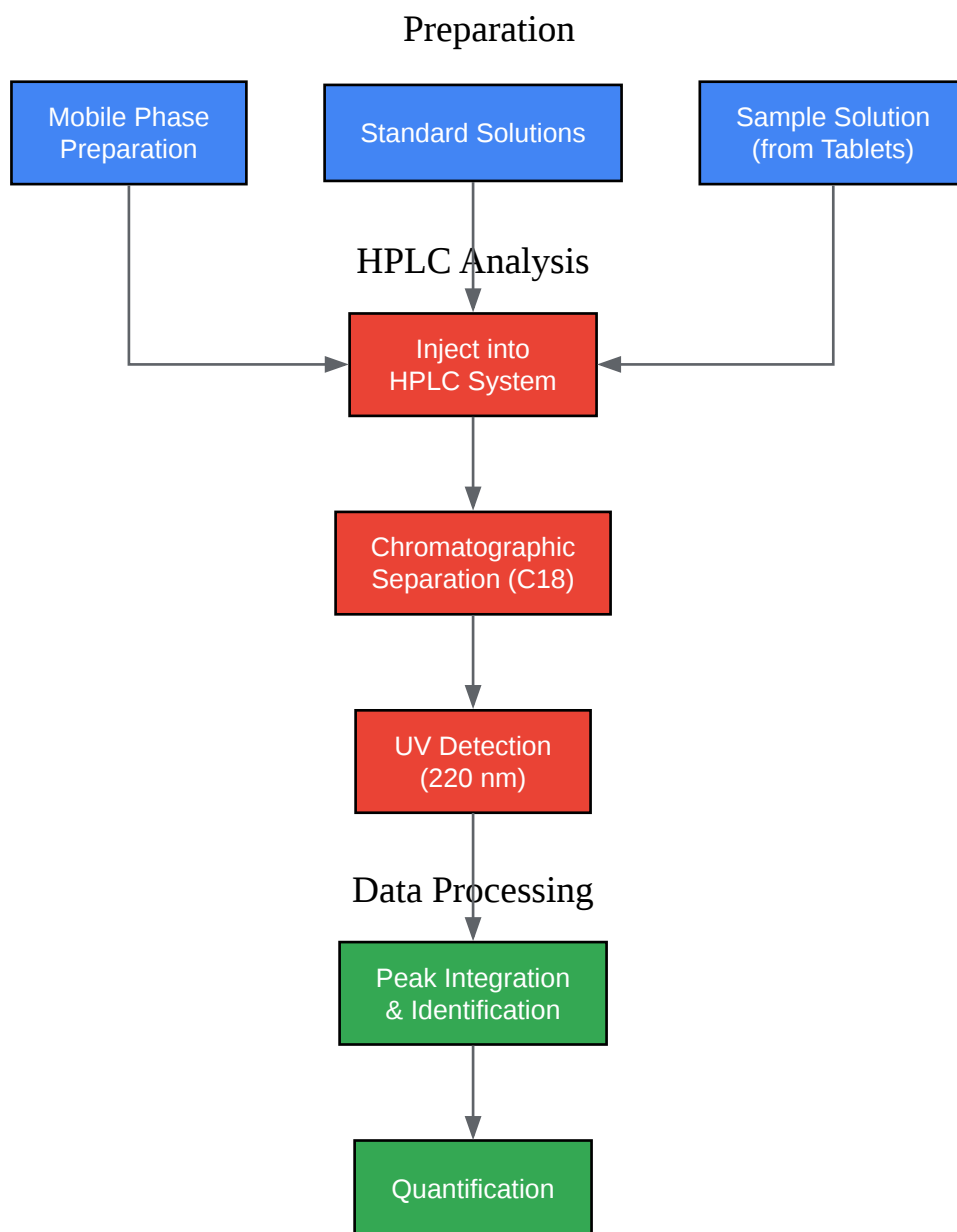 Preparation
Mobile Phase
Preparation
Standard Solutions
Sample Solution
(from Tablets)
HPLC Analysis
Inject into
HPLC System
Chromatographic
Separation (C18)
UV Detection
(220 nm)
Data Processing
Peak Integration
& Identification
Quantification